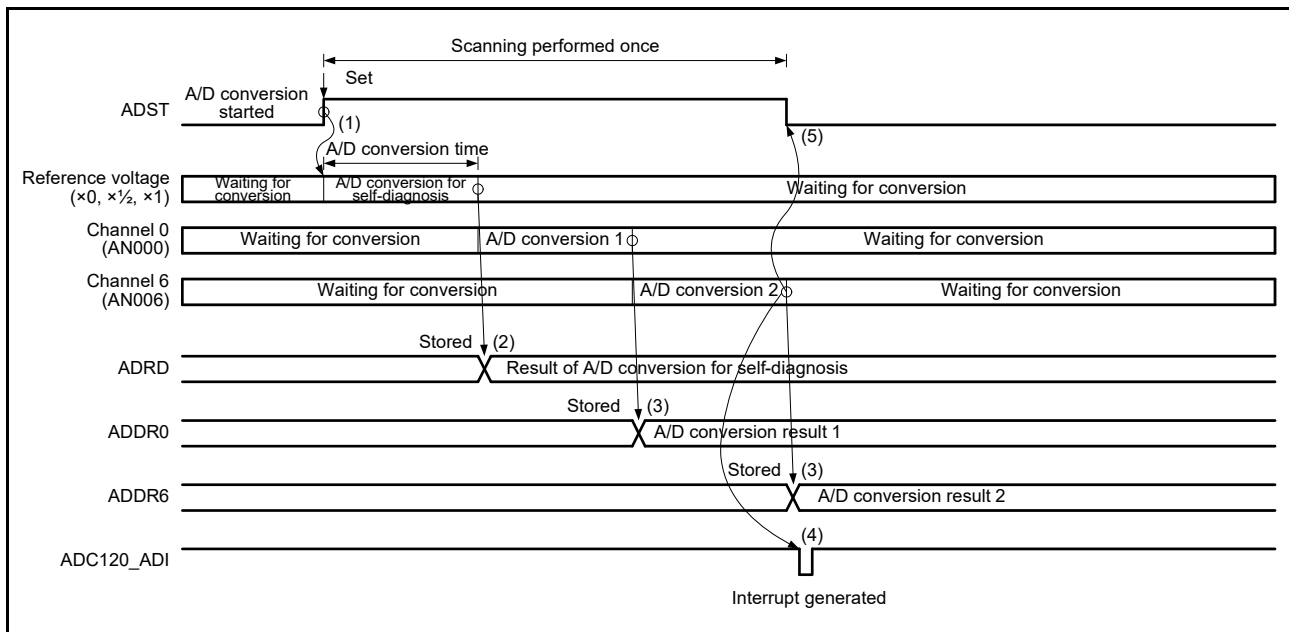 Scanning performed once
Set
A/D conversion
started
ADST
(1)
(5)
A/D conversion time
Reference voltage
(×0, ×½, ×1)
Waiting for
conversion
A/D conversion for
self-diagnosis
Waiting for conversion
Channel 0
(AN000)
Waiting for conversion
A/D conversion 1
Waiting for conversion
Channel 6
(AN006)
Waiting for conversion
A/D conversion 2
Waiting for conversion
Stored (2)
ADRD
Result of A/D conversion for self-diagnosis
Stored (3)
ADDR0
A/D conversion result 1
Stored (3)
ADDR6
A/D conversion result 2
(4)
ADC120_ADI
Interrupt generated